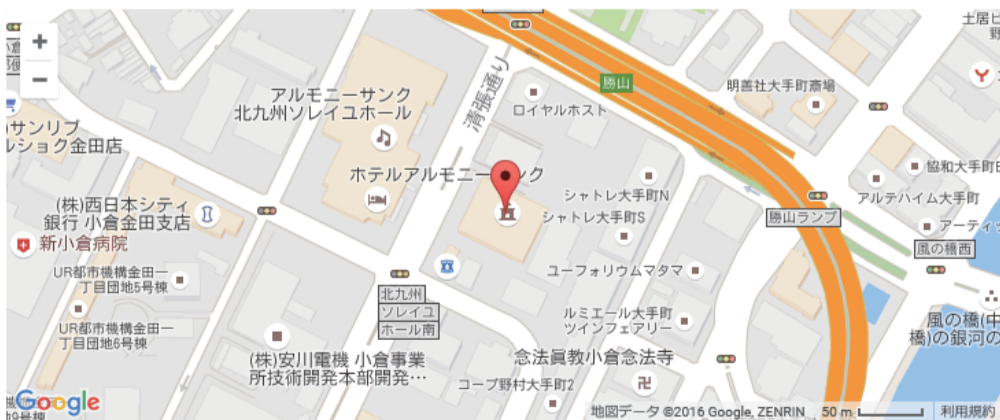 土居ビ
アルモニーサンク
北九州ソレイユホール
清張通り
ロイヤルホスト
勝山
明善社大手町斎場
サンリブ
ルショク金田店
ホテルアルモニーサンク
シャトレ大手町N
シャトレ大手町S
協和大手町
アルテハイム大手町
勝山ランプ
アーティ
風の橋西
(株)西日本シティ
銀行 小倉金田支店
新小倉病院
UR都市機構金田一
丁目団地5号棟
UR都市機構金田一
丁目団地6号棟
北九州
ソレイユ
ホール南
ユーフォリウムマタマ
ルミエール大手町
ツインフェアリー
風の橋(中
橋)の銀河の
(株)安川電機 小倉事業
所技術開発本部開発…
念法眞教小倉念法寺
コープ野村大手町2
Google
地図データ ©2016 Google, ZENRIN
50 m
利用規約